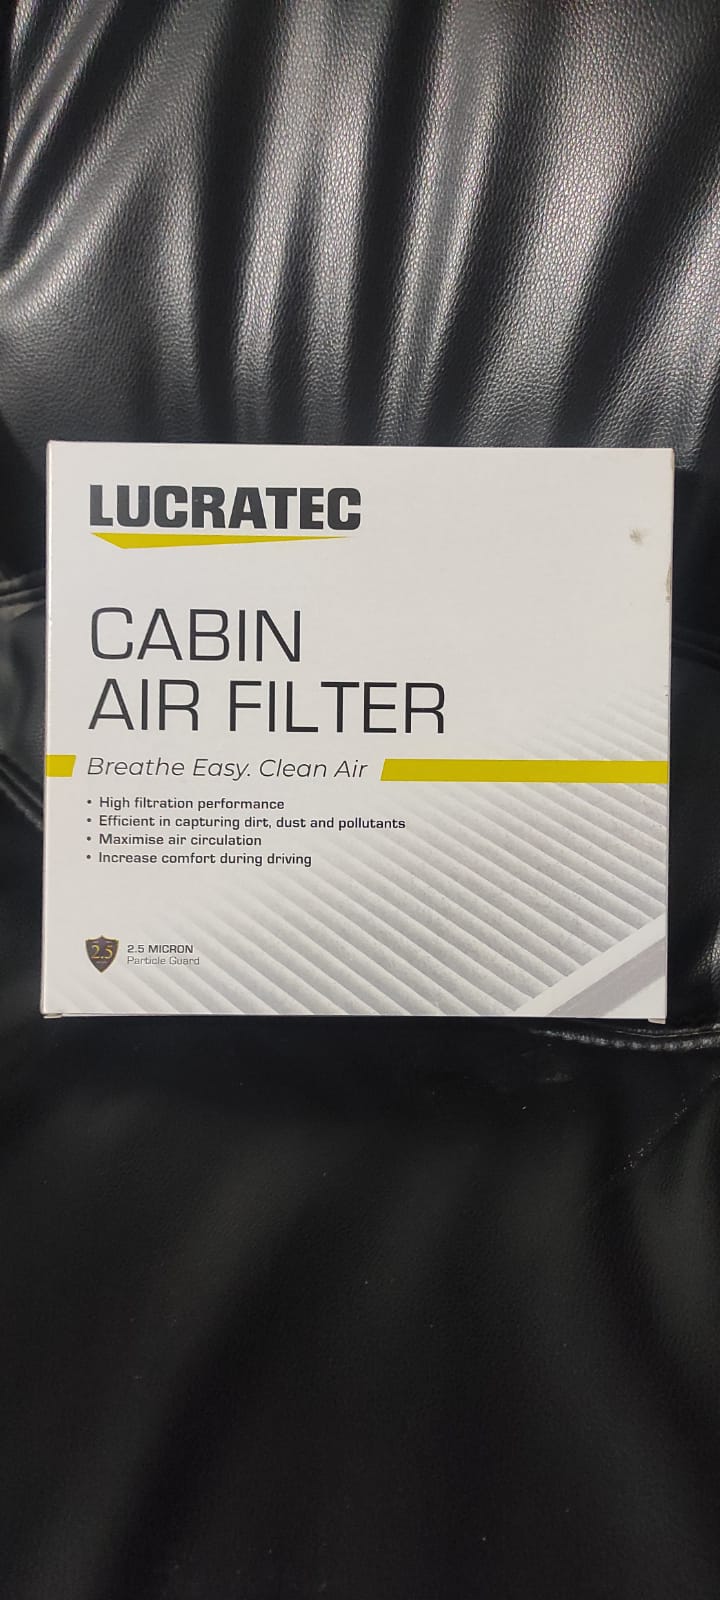 LUCRATEC
CABIN
AIR FILTER
Breathe Easy. Clean Air
• High filtration performance
• Efficient in capturing dirt, dust and pollutants
• Maximise air circulation
• Increase comfort during driving
2.5
2.5 MICRON
Particle Guard